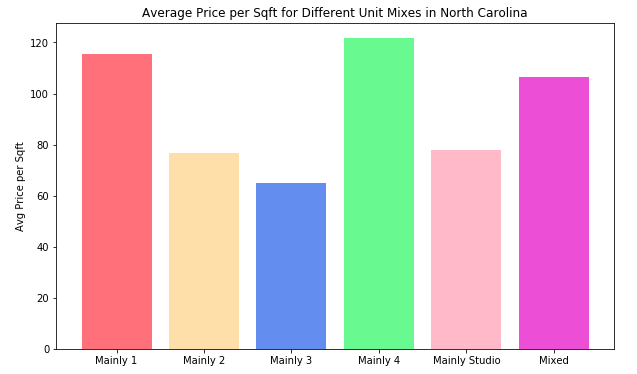 Average Price per Sqft for Different Unit Mixes in North Carolina
Avg Price per Sqft
120
100
80
60
40
20
0
Mainly 1 Mainly 2 Mainly 3 Mainly 4 Mainly Studio Mixed